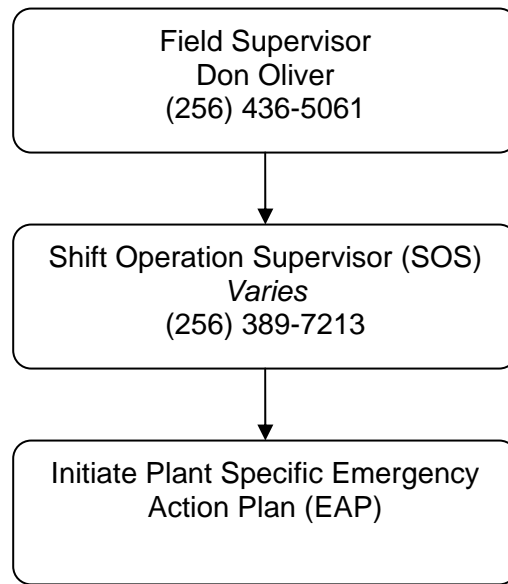 Field Supervisor
Don Oliver
(256) 436-5061
Shift Operation Supervisor (SOS)
Varies
(256) 389-7213
Initiate Plant Specific Emergency
Action Plan (EAP)